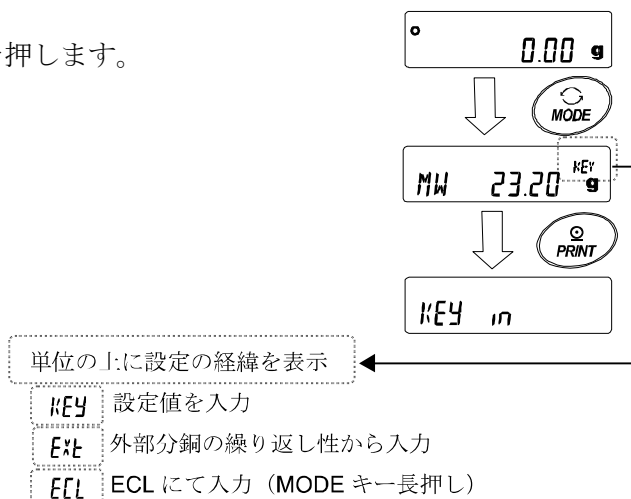 を押します。
0.00 g
MODE
KEY
MW 23.20 g
PRINT
KEY in
単位の上に設定の経緯を表示
KEY 設定値を入力
Ext 外部分銅の繰り返し性から入力
ECL ECL にて入力（MODE キー長押し）